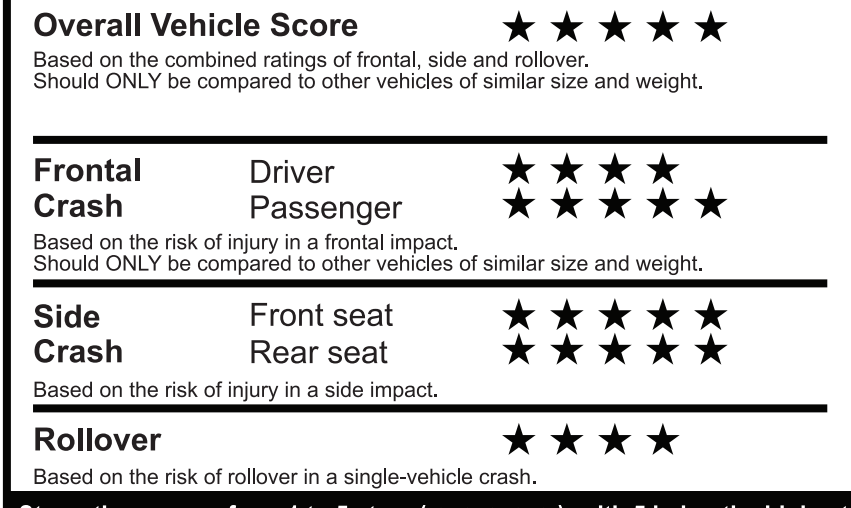 Overall Vehicle Score ★ ★ ★ ★ ★
Based on the combined ratings of frontal, side and rollover.
Should ONLY be compared to other vehicles of similar size and weight.
Frontal Driver ★ ★ ★ ★
Crash Passenger ★ ★ ★ ★ ★
Based on the risk of injury in a frontal impact.
Should ONLY be compared to other vehicles of similar size and weight.
Side Front seat ★ ★ ★ ★ ★
Crash Rear seat ★ ★ ★ ★ ★
Based on the risk of injury in a side impact.
Rollover ★ ★ ★ ★
Based on the risk of rollover in a single-vehicle crash.